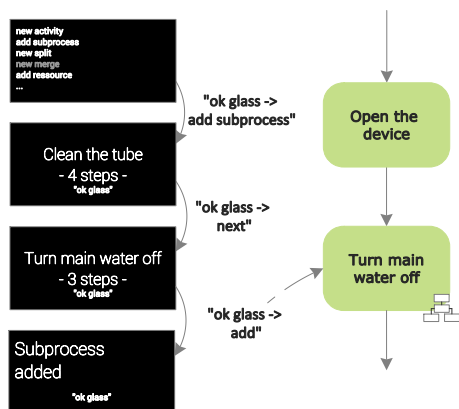 new activity
add subprocess
new split
new merge
add ressource
...
"ok glass ->
add subprocess"
Clean the tube
- 4 steps -
"ok glass"
"ok glass ->
next"
Turn main water off
- 3 steps -
"ok glass"
"ok glass ->
add"
Subprocess
added
"ok glass"
Open the
device
Turn main
water off